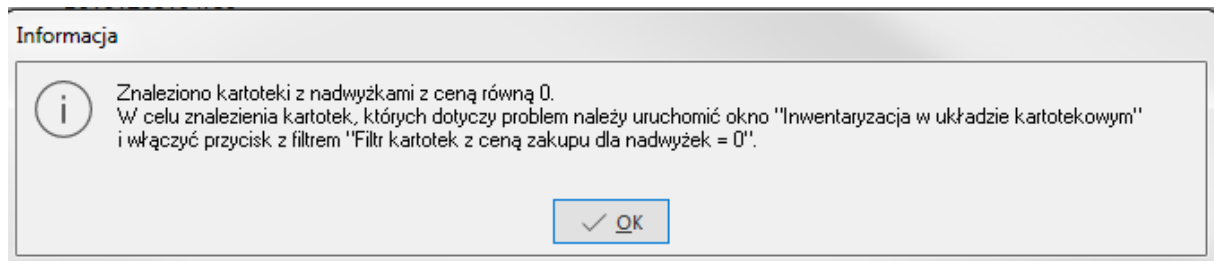 Informacja
Znaleziono kartoteki z nadwyżkami z ceną równą 0.
W celu znalezienia kartotek, których dotyczy problem należy uruchomić okno "Inwentaryzacja w układzie kartotekowym"
i włączyć przycisk z filtrem "Filtr kartotek z ceną zakupu dla nadwyżek = 0".
OK